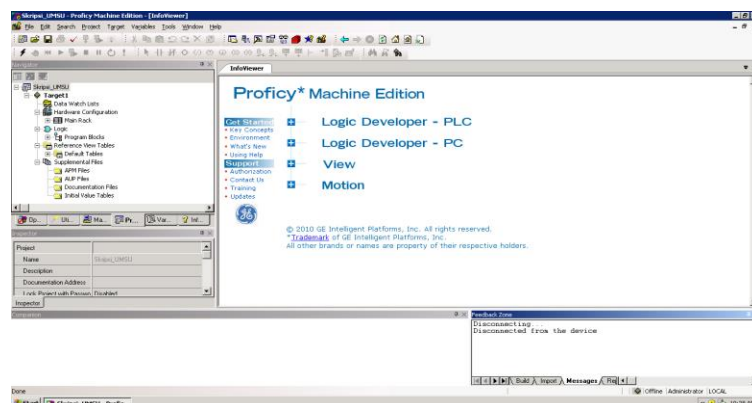 Skripsi_UMSU - Proficy Machine Edition - [InfoViewer]
File Edit Search Project Target Variables Tools Window Help
Navigator
Skripsi_UMSU
Target1
Data Watch Lists
Hardware Configuration
Main Rack
Logic
Program Blocks
Reference View Tables
Default Tables
Supplemental Files
APM Files
AUP Files
Documentation Files
Initial Value Tables
Op... Uti... Ma... Pr... Var... Inf...
Inspector
Project
Name Skripsi_UMSU
Description
Documentation Address
Disabled
Inspector
InfoViewer
Proficy* Machine Edition
Get Started
Key Concepts
Environment
What's New
Using Help
Support
Authorization
Contact Us
Training
Updates
Logic Developer - PLC
Logic Developer - PC
View
Motion
© 2010 GE Intelligent Platforms, Inc. All rights reserved.
*Trademark of GE Intelligent Platforms, Inc.
All other brands or names are property of their respective holders.
Companion
Feedback Zone
Disconnecting...
Disconnected from the device
Build Import Messages
Done
Offline Administrator LOCAL